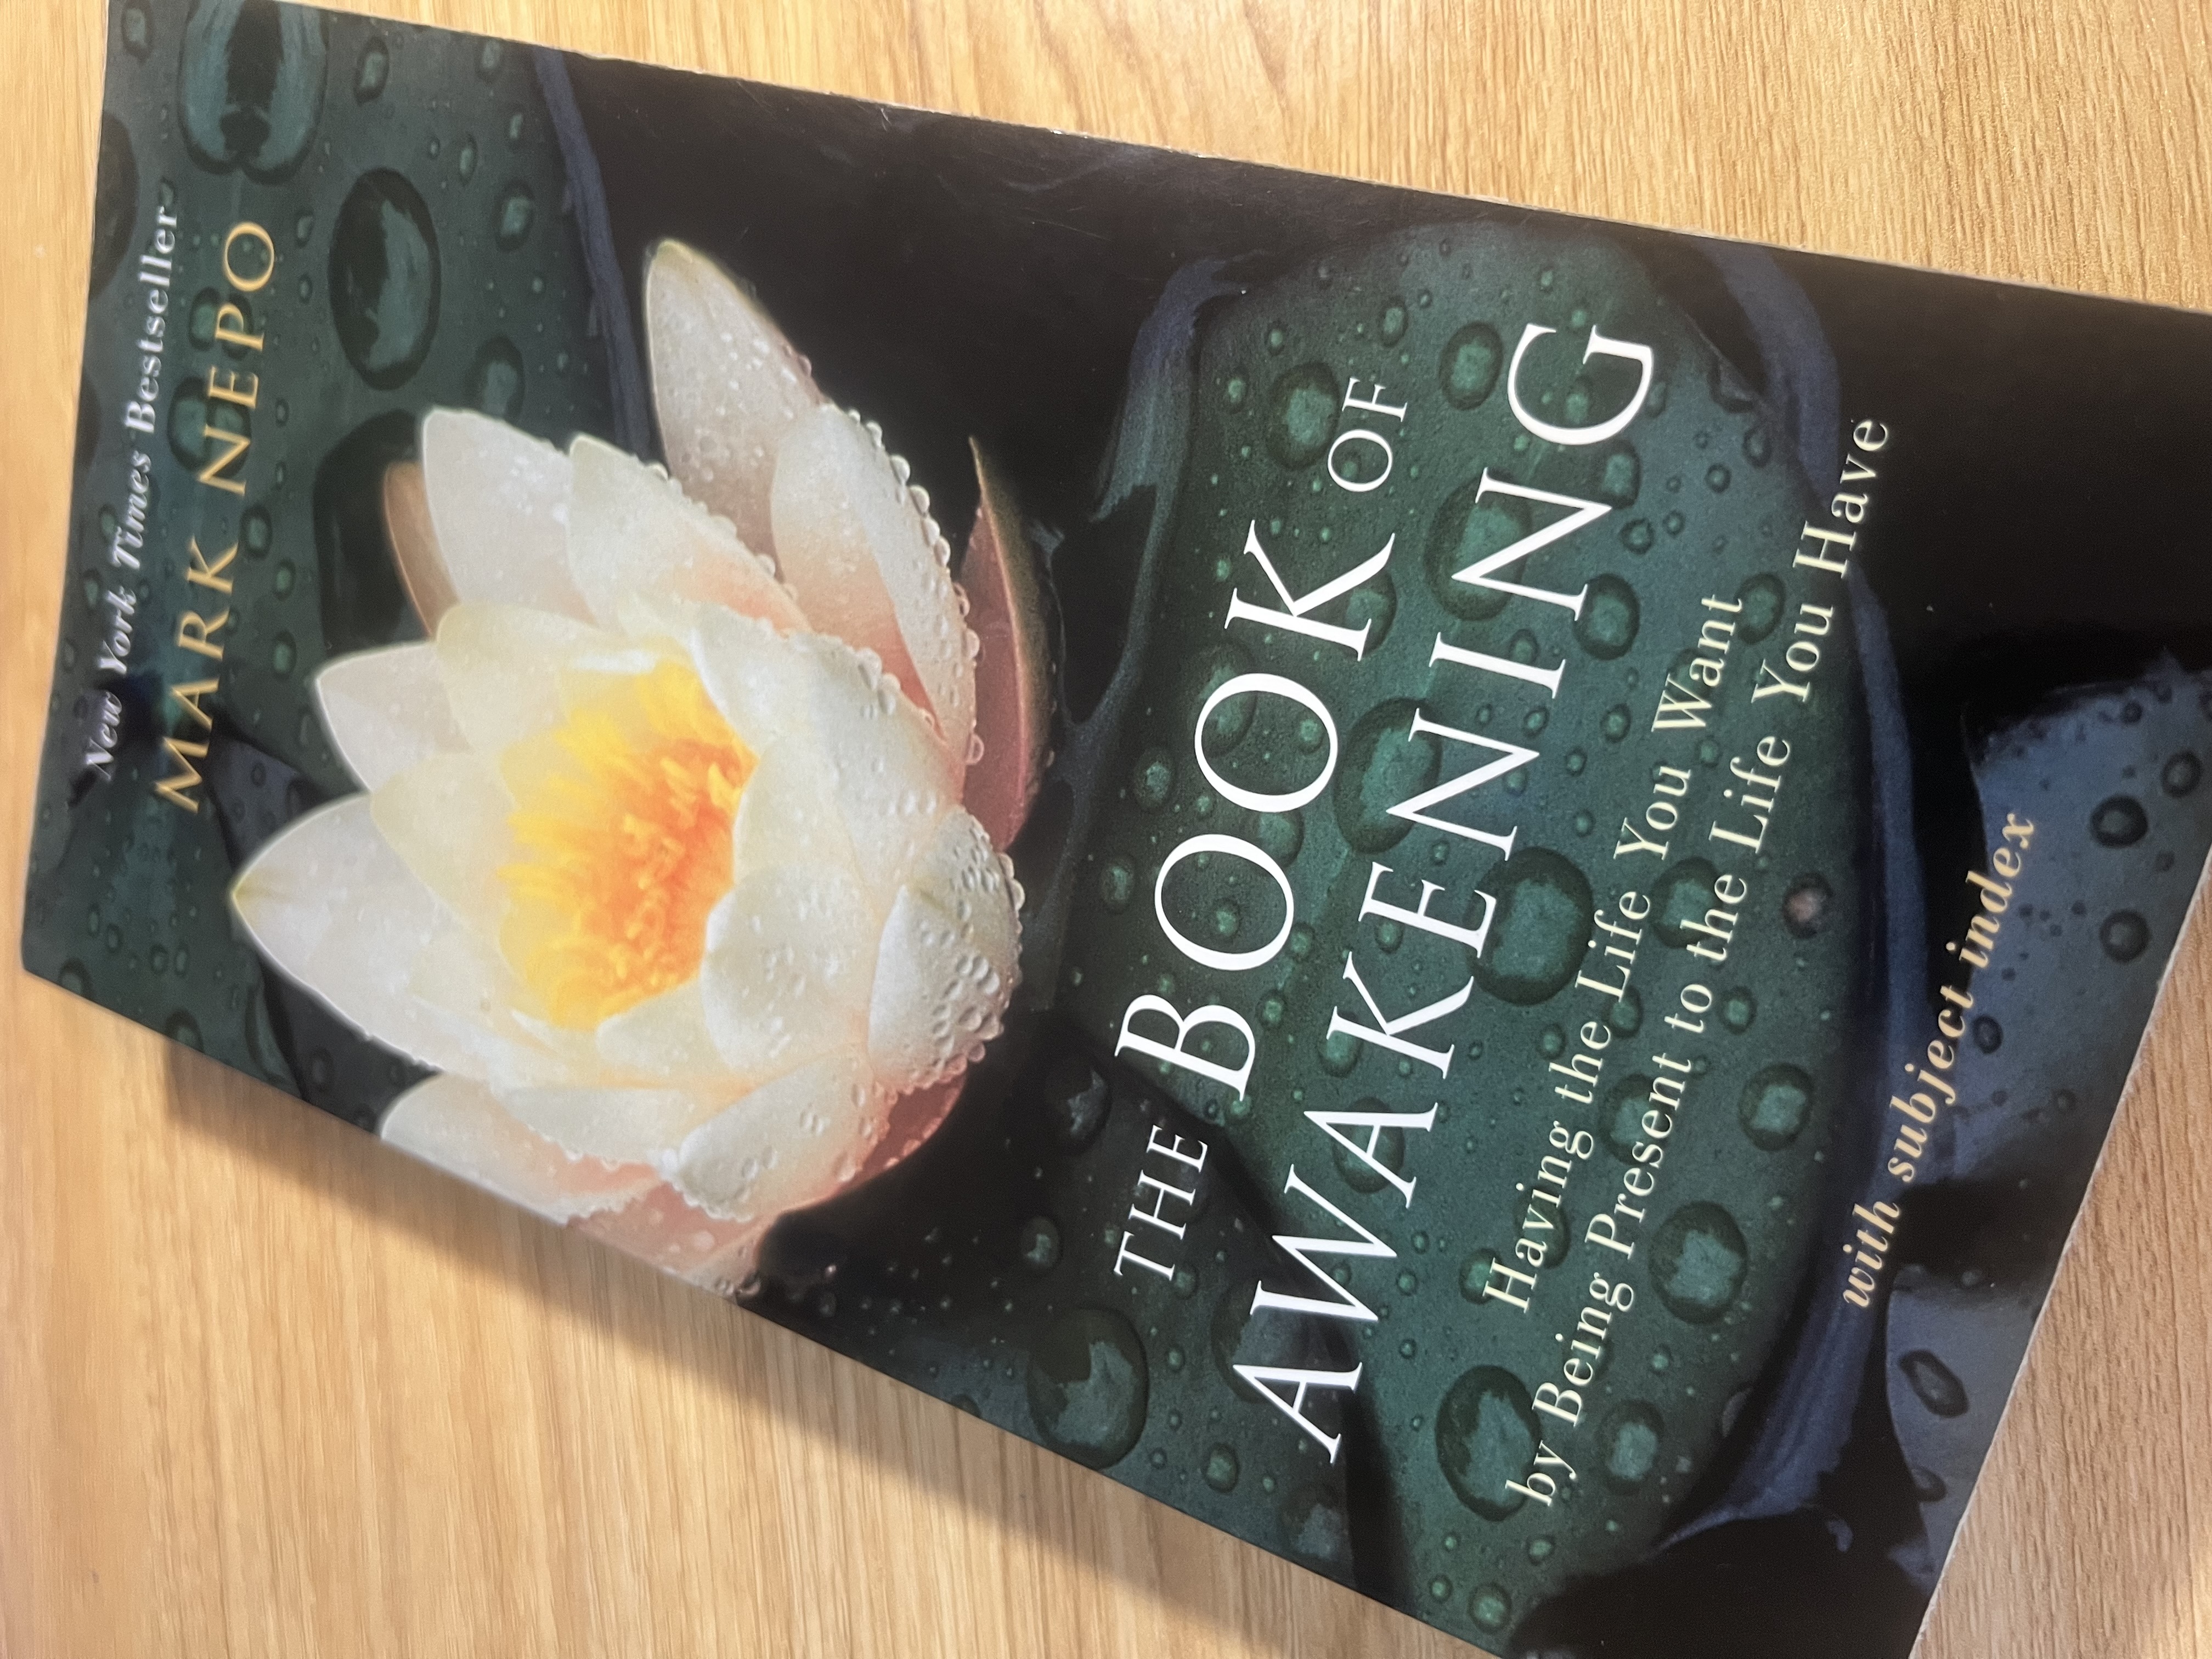 New York Times Bestseller
MARK NEPO
THE BOOK OF
AWAKENING
Having the Life You Want
by Being Present to the Life You Have
with subject index